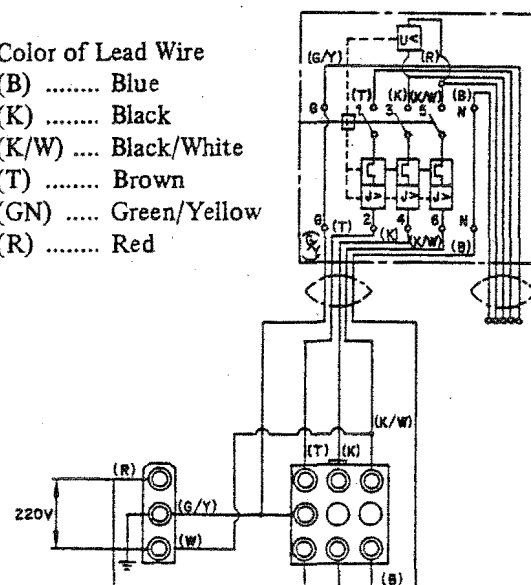 Color of Lead Wire
(B) ........ Blue
(K) ........ Black
(K/W) .... Black/White
(T) ........ Brown
(GN) ..... Green/Yellow
(R) ........ Red
U<
(G/Y) (R)
(T) (K) (K/W) (B)
G 1 3 5 N
J> J> J>
G 2 4 6 N
(T) (K) (K/W) (B)
(K/W)
(R) (T) (K)
220V (G/Y)
(W)
(B)